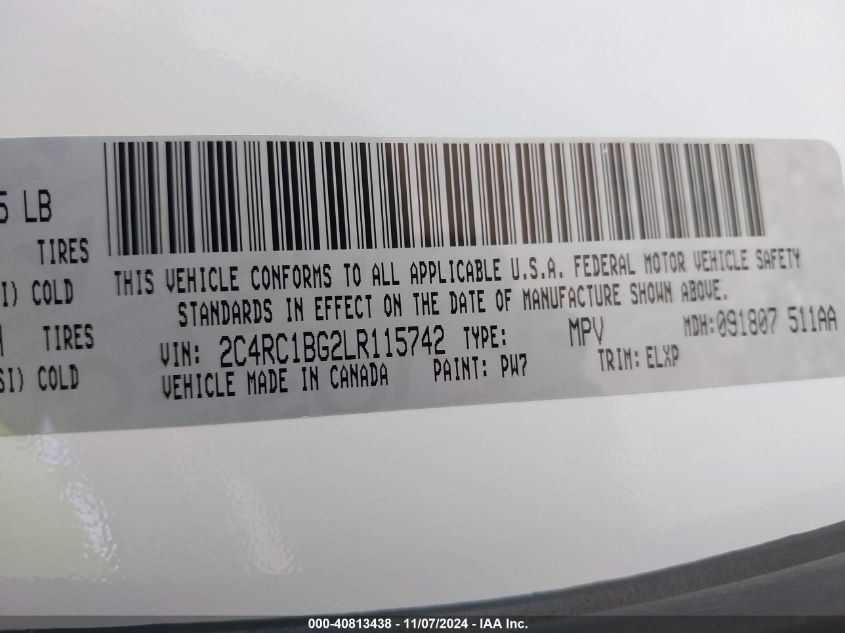 5 LB
TIRES
I) COLD
TIRES
SI) COLD
THIS VEHICLE CONFORMS TO ALL APPLICABLE U.S.A. FEDERAL MOTOR VEHICLE SAFETY
STANDARDS IN EFFECT ON THE DATE OF MANUFACTURE SHOWN ABOVE.
VIN: 2C4RC1BG2LR115742 TYPE: MPV MDH:091807 511AA
VEHICLE MADE IN CANADA PAINT: PW7 TRIM: ELXP
000-40813438 - 11/07/2024 - IAA Inc.